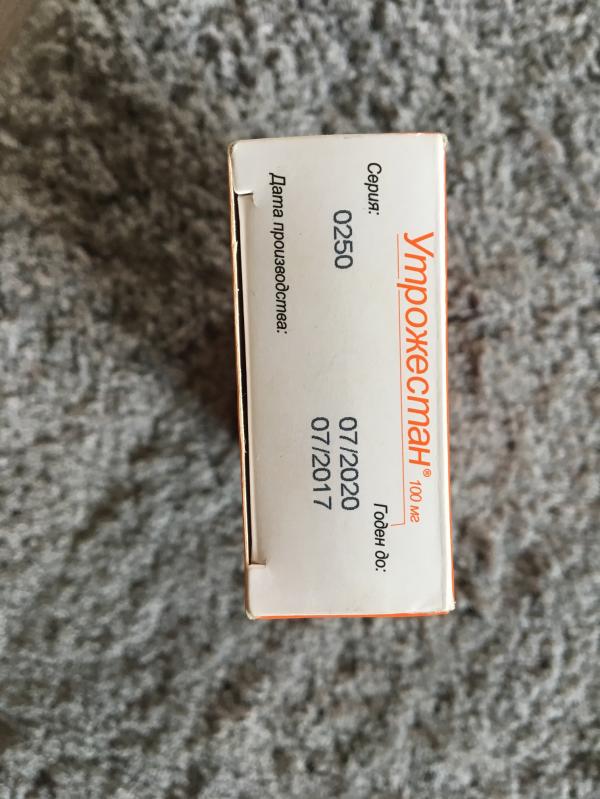 Утрожестан® 100 мг
Серия: Годен до:
0250 07/2020
07/2017
Дата производства: